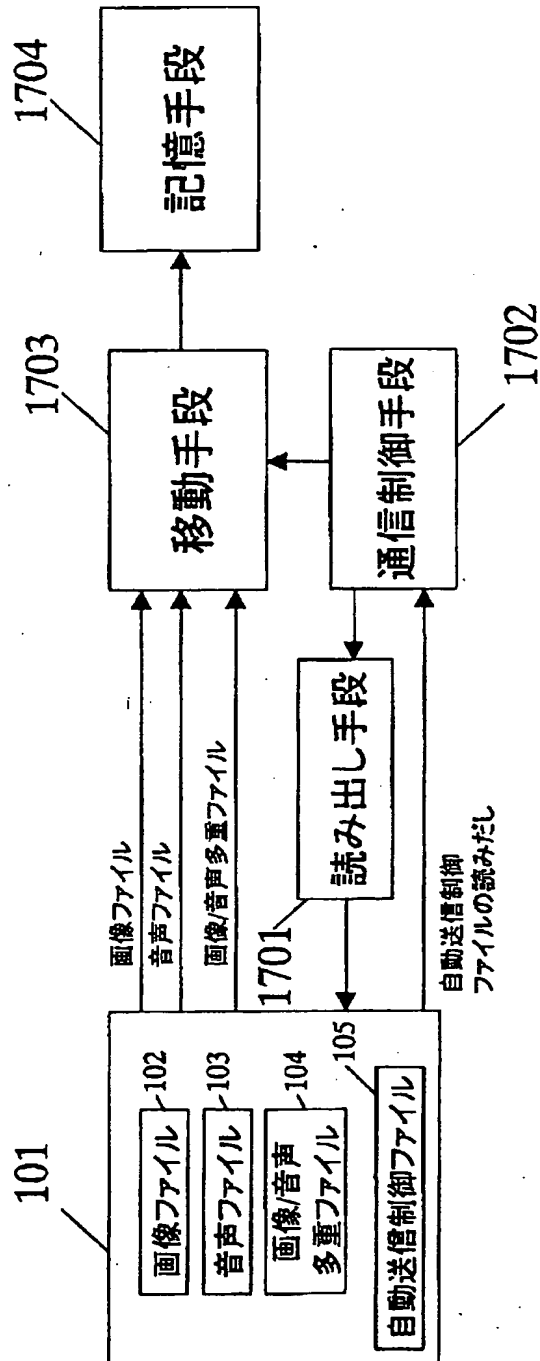 101
画像ファイル
102
音声ファイル
103
画像/音声
多重ファイル
104
自動送信制御ファイル
105
画像ファイル
音声ファイル
画像/音声多重ファイル
1701
読み出し手段
自動送信制御
ファイルの読みだし
1703
移動手段
通信制御手段
1702
1704
記憶手段